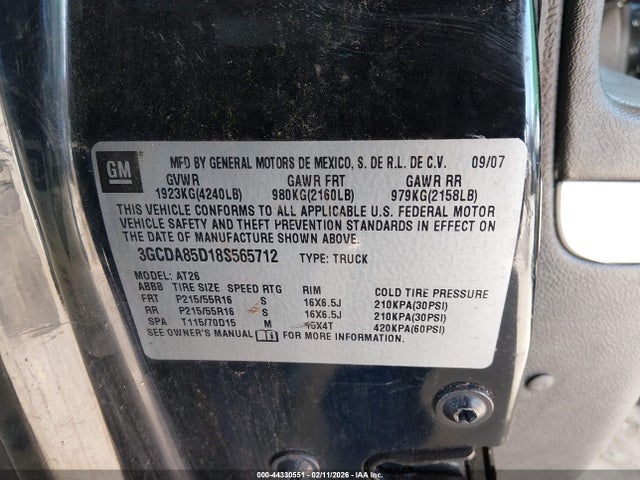 GM
MFD BY GENERAL MOTORS DE MEXICO, S. DE R.L. DE C.V. 09/07
GVWR GAWR FRT GAWR RR
1923KG(4240LB) 980KG(2160LB) 979KG(2158LB)
THIS VEHICLE CONFORMS TO ALL APPLICABLE U.S. FEDERAL MOTOR
VEHICLE SAFETY AND THEFT PREVENTION STANDARDS IN EFFECT ON
THE DATE OF MANUFACTURE SHOWN ABOVE.
3GCDA85D18S565712 TYPE: TRUCK
MODEL: AT26
ABBB TIRE SIZE SPEED RTG RIM COLD TIRE PRESSURE
FRT P215/55R16 S 16X6.5J 210KPA(30PSI)
RR P215/55R16 S 16X6.5J 210KPA(30PSI)
SPA T115/70D15 M 15X4T 420KPA(60PSI)
SEE OWNER'S MANUAL FOR MORE INFORMATION.
000-44330551 - 02/11/2026 - OADECA1